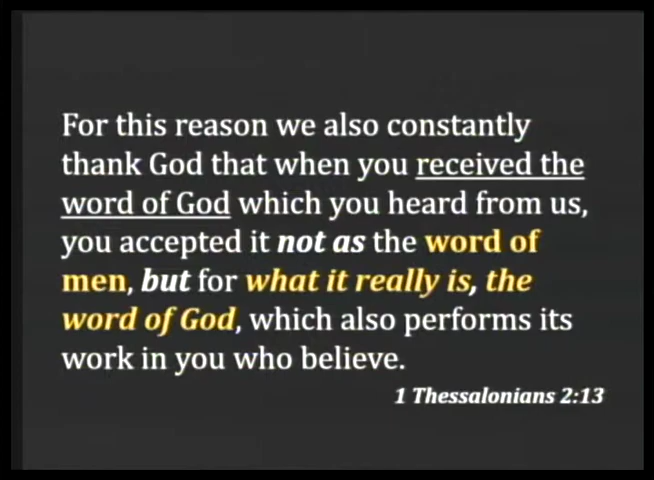 For this reason we also constantly
thank God that when you received the
word of God which you heard from us,
you accepted it not as the word of
men, but for what it really is, the
word of God, which also performs its
work in you who believe.
1 Thessalonians 2:13